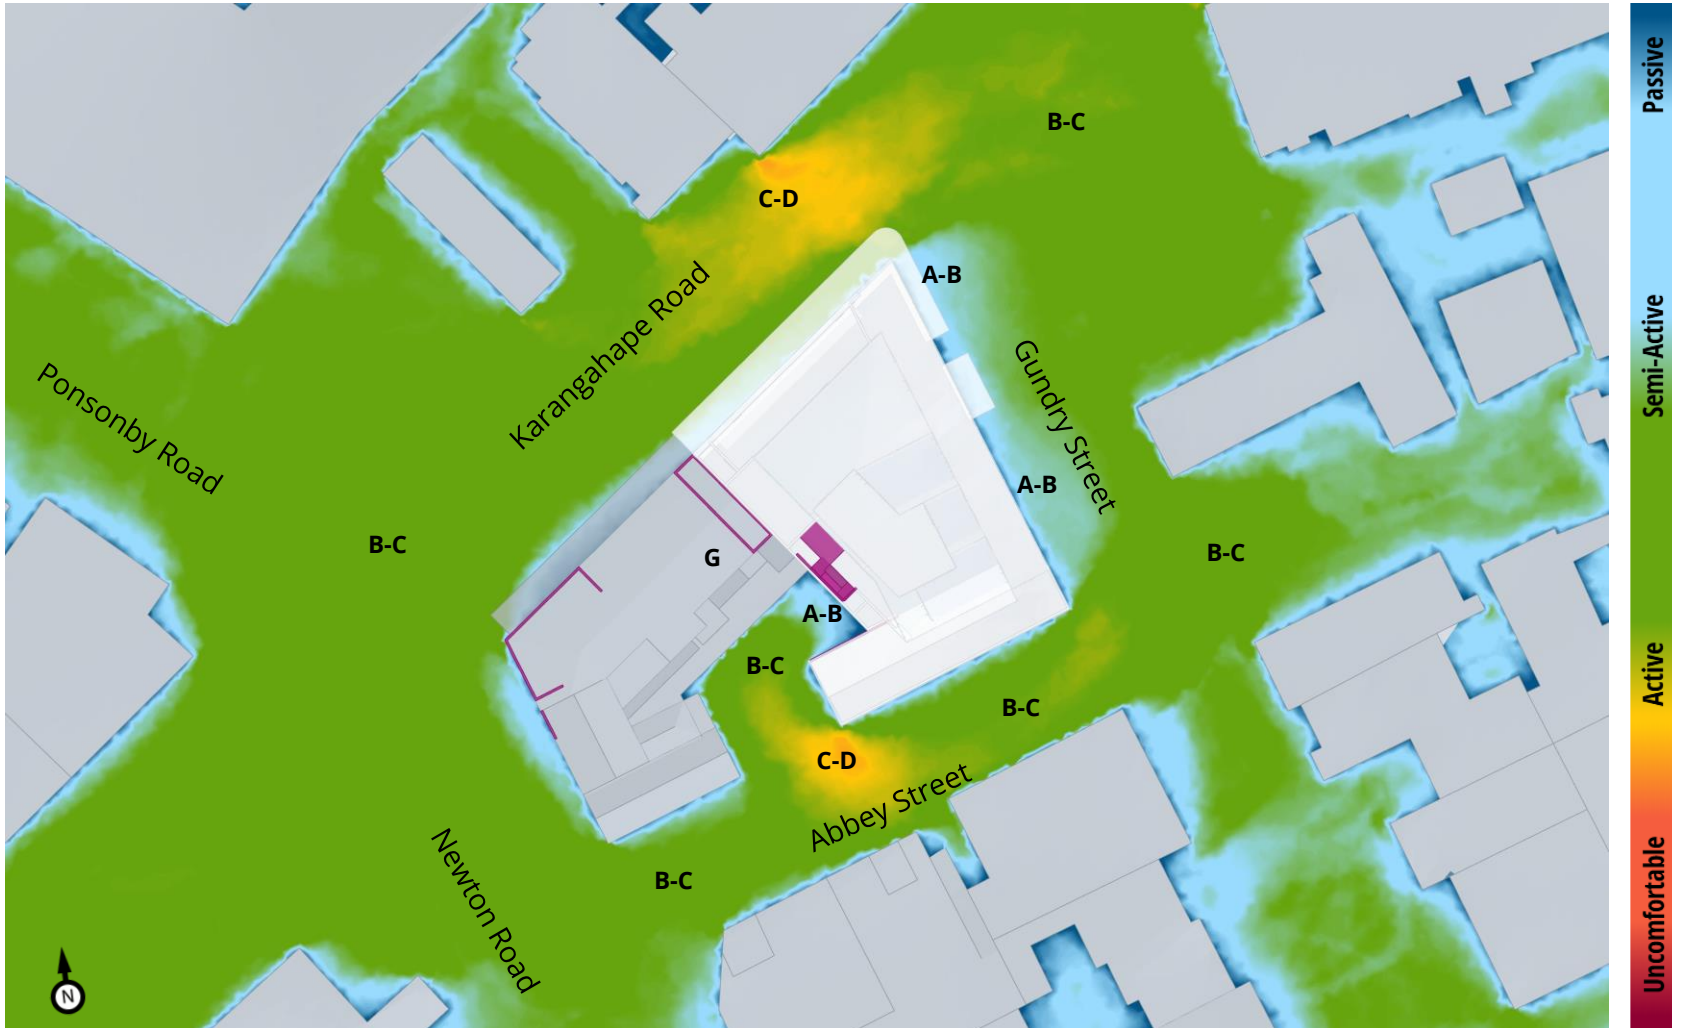 B-C
C-D
A-B
Karangahape Road
Gundry Street
Ponsonby Road
A-B
B-C
G
B-C
A-B
B-C
B-C
C-D
Abbey Street
Newton Road
B-C
N
Passive
Semi-Active
Active
Uncomfortable